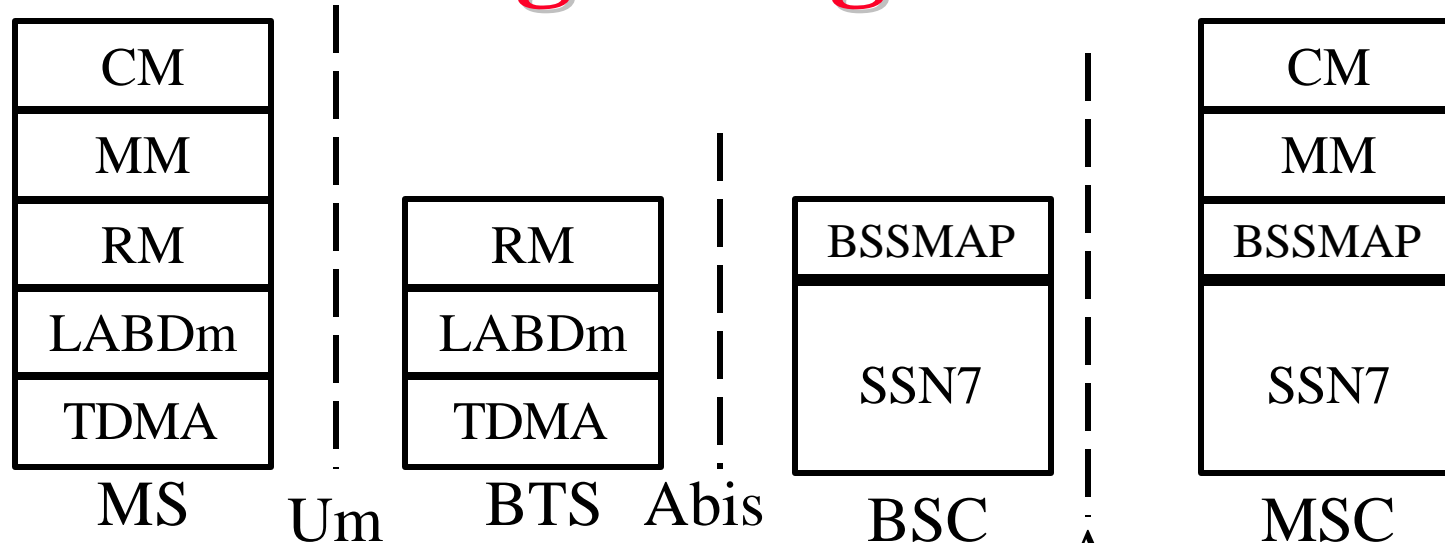 CM
MM
RM
LABDm
TDMA
MS
Um
RM
LABDm
TDMA
BTS
Abis
BSSMAP
SSN7
BSC
CM
MM
BSSMAP
SSN7
MSC